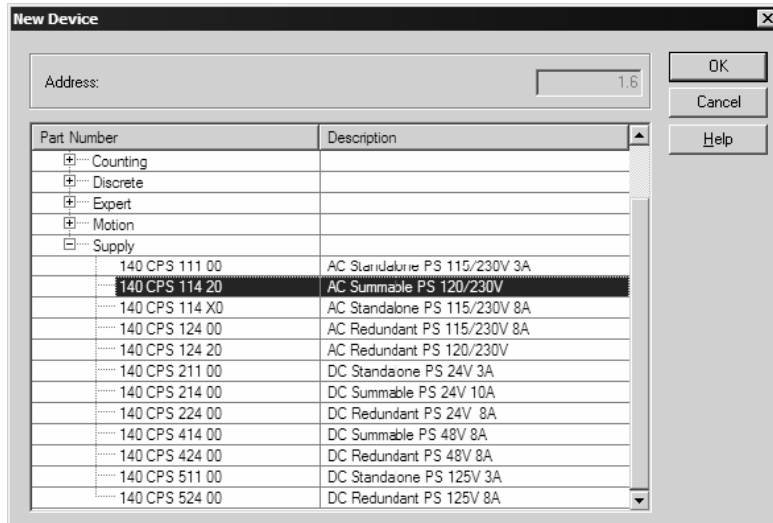 New Device
Address:
1.6
OK
Cancel
Help
Part Number Description
Counting
Discrete
Expert
Motion
Supply
140 CPS 111 00 AC Standalone PS 115/230V 3A
140 CPS 114 20 AC Summable PS 120/230V
140 CPS 114 X0 AC Standalone PS 115/230V 8A
140 CPS 124 00 AC Redundant PS 115/230V 8A
140 CPS 124 20 AC Redundant PS 120/230V
140 CPS 211 00 DC Standaone PS 24V 3A
140 CPS 214 00 DC Summable PS 24V 10A
140 CPS 224 00 DC Redundant PS 24V 8A
140 CPS 414 00 DC Summable PS 48V 8A
140 CPS 424 00 DC Redundant PS 48V 8A
140 CPS 511 00 DC Standaone PS 125V 3A
140 CPS 524 00 DC Redundant PS 125V 8A